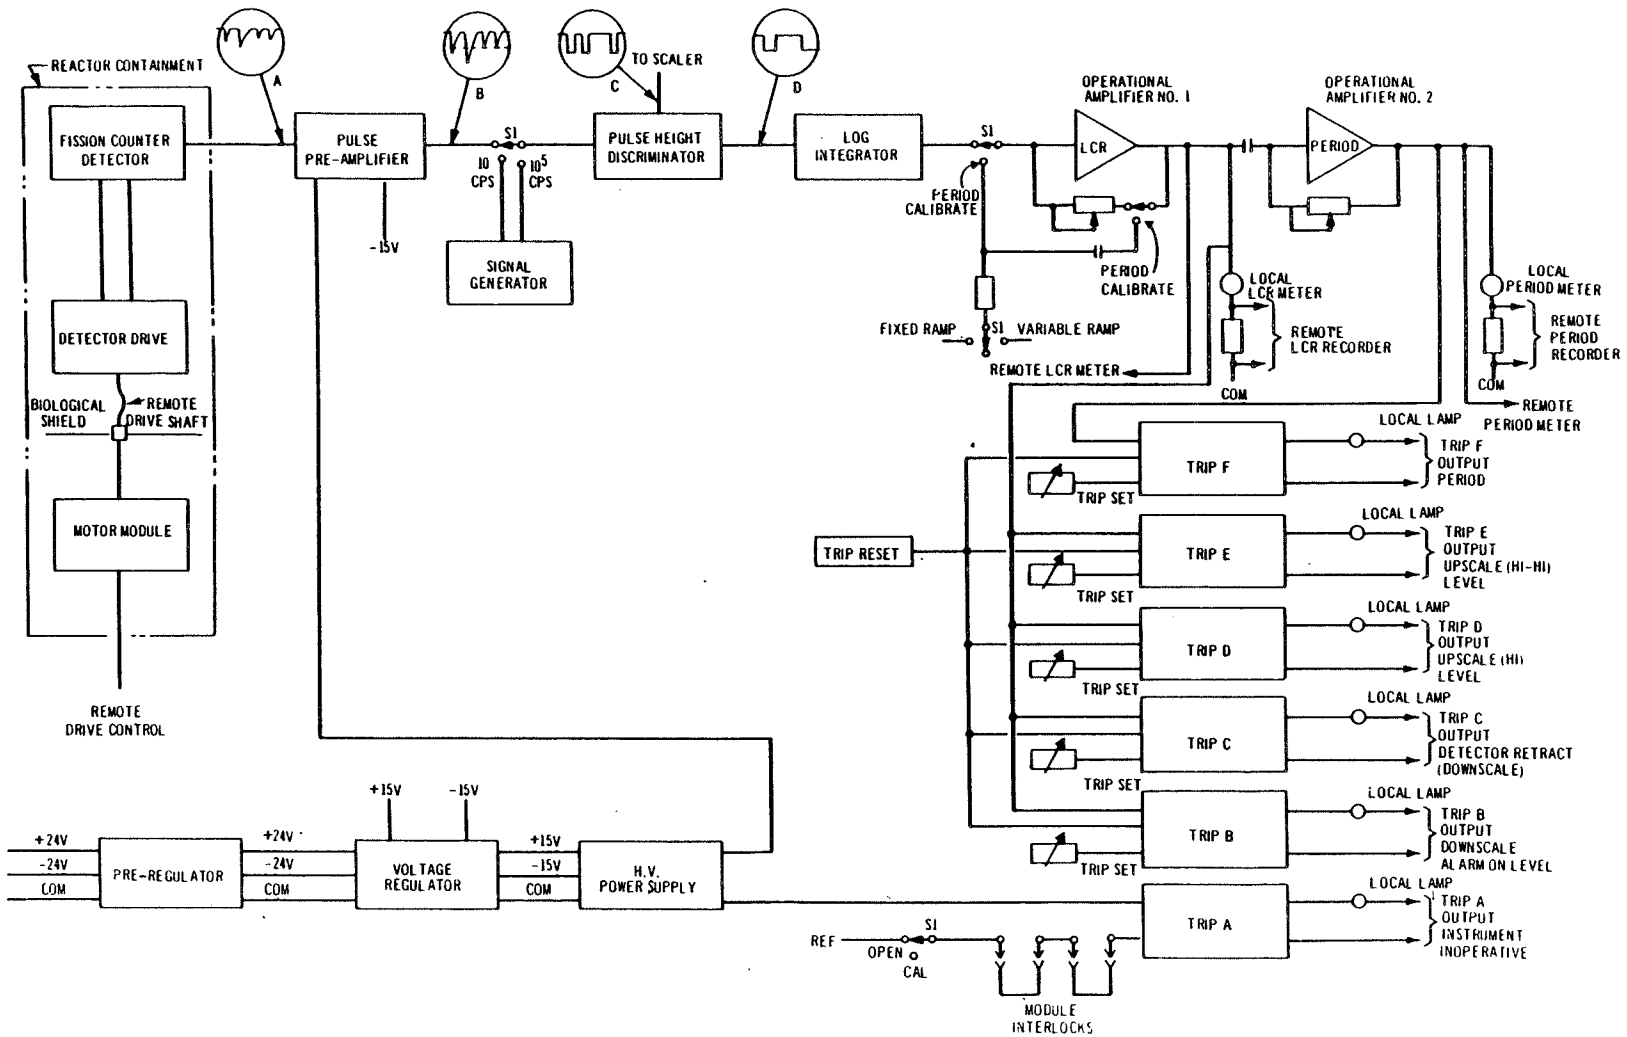 REACTOR CONTAINMENT
A
B
C
TO SCALER
D
OPERATIONAL
AMPLIFIER NO. 1
OPERATIONAL
AMPLIFIER NO. 2
FISSION COUNTER
DETECTOR
PULSE
PRE-AMPLIFIER
-15V
S1
10
CPS
10⁵
CPS
SIGNAL
GENERATOR
PULSE HEIGHT
DISCRIMINATOR
LOG
INTEGRATOR
S1
PERIOD
CALIBRATE
LCR
PERIOD
CALIBRATE
PERIOD
FIXED RAMP
S1
VARIABLE RAMP
REMOTE LCR METER
LOCAL
LCR METER
REMOTE
LCR RECORDER
COM
LOCAL
PERIOD METER
REMOTE
PERIOD
RECORDER
COM
REMOTE
PERIOD METER
DETECTOR DRIVE
BIOLOGICAL
SHIELD
REMOTE
DRIVE SHAFT
MOTOR MODULE
REMOTE
DRIVE CONTROL
TRIP RESET
TRIP SET
TRIP F
LOCAL LAMP
TRIP F
OUTPUT
PERIOD
TRIP SET
TRIP E
LOCAL LAMP
TRIP E
OUTPUT
UPSCALE (HI-HI)
LEVEL
TRIP SET
TRIP D
LOCAL LAMP
TRIP D
OUTPUT
UPSCALE (HI)
LEVEL
TRIP SET
TRIP C
LOCAL LAMP
TRIP C
OUTPUT
DETECTOR RETRACT
(DOWNSCALE)
TRIP SET
TRIP B
LOCAL LAMP
TRIP B
OUTPUT
DOWNSCALE
ALARM ON LEVEL
TRIP A
LOCAL LAMP
TRIP A
OUTPUT
INSTRUMENT
INOPERATIVE
+24V
-24V
COM
PRE-REGULATOR
+24V
-24V
COM
+15V
-15V
VOLTAGE
REGULATOR
+15V
-15V
COM
H.V.
POWER SUPPLY
REF
S1
OPEN
CAL
MODULE
INTERLOCKS